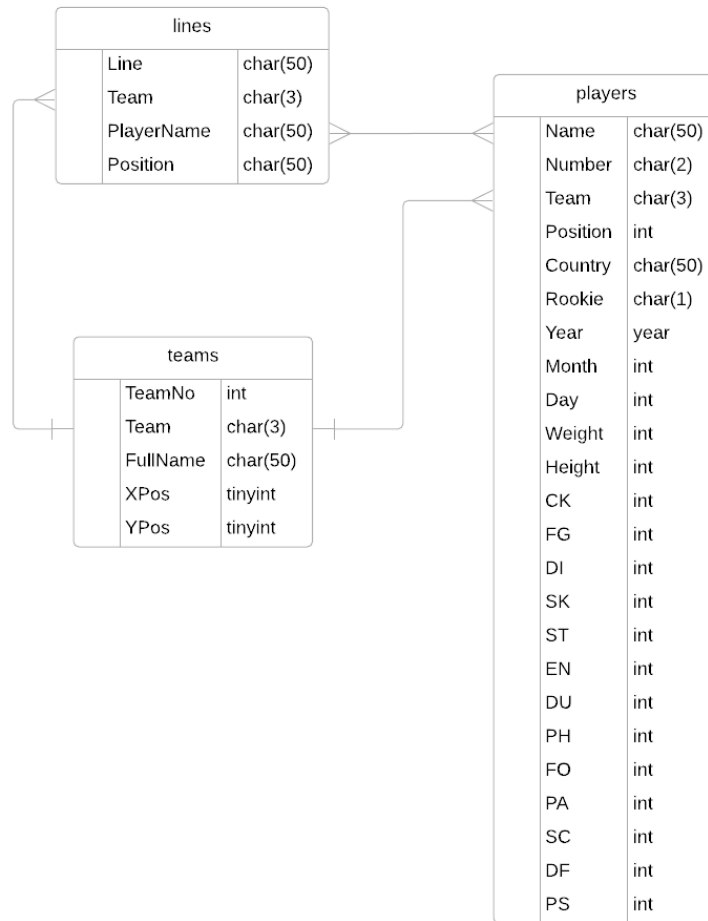 lines
Line char(50)
Team char(3)
PlayerName char(50)
Position char(50)
teams
TeamNo int
Team char(3)
FullName char(50)
XPos tinyint
YPos tinyint
players
Name char(50)
Number char(2)
Team char(3)
Position int
Country char(50)
Rookie char(1)
Year year
Month int
Day int
Weight int
Height int
CK int
FG int
DI int
SK int
ST int
EN int
DU int
PH int
FO int
PA int
SC int
DF int
PS int